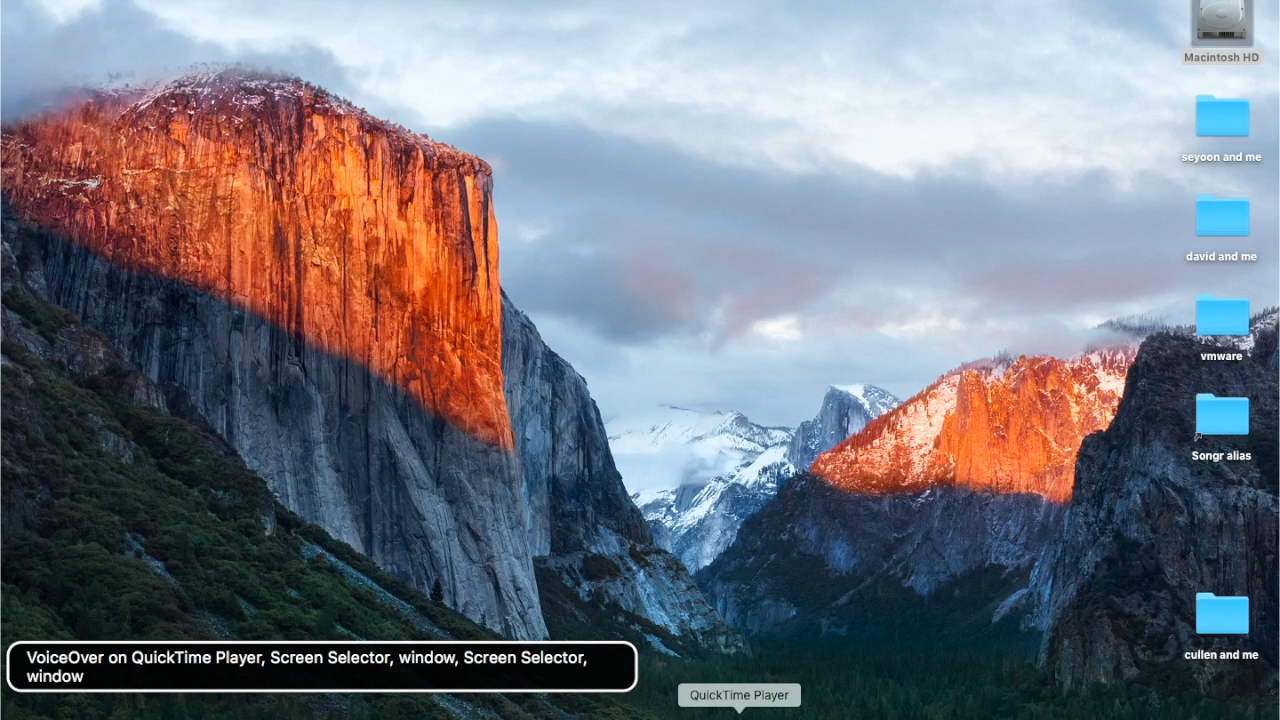 Macintosh HD
seyoon and me
david and me
vmware
Songr alias
cullen and me
VoiceOver on QuickTime Player, Screen Selector, window, Screen Selector,
window
QuickTime Player